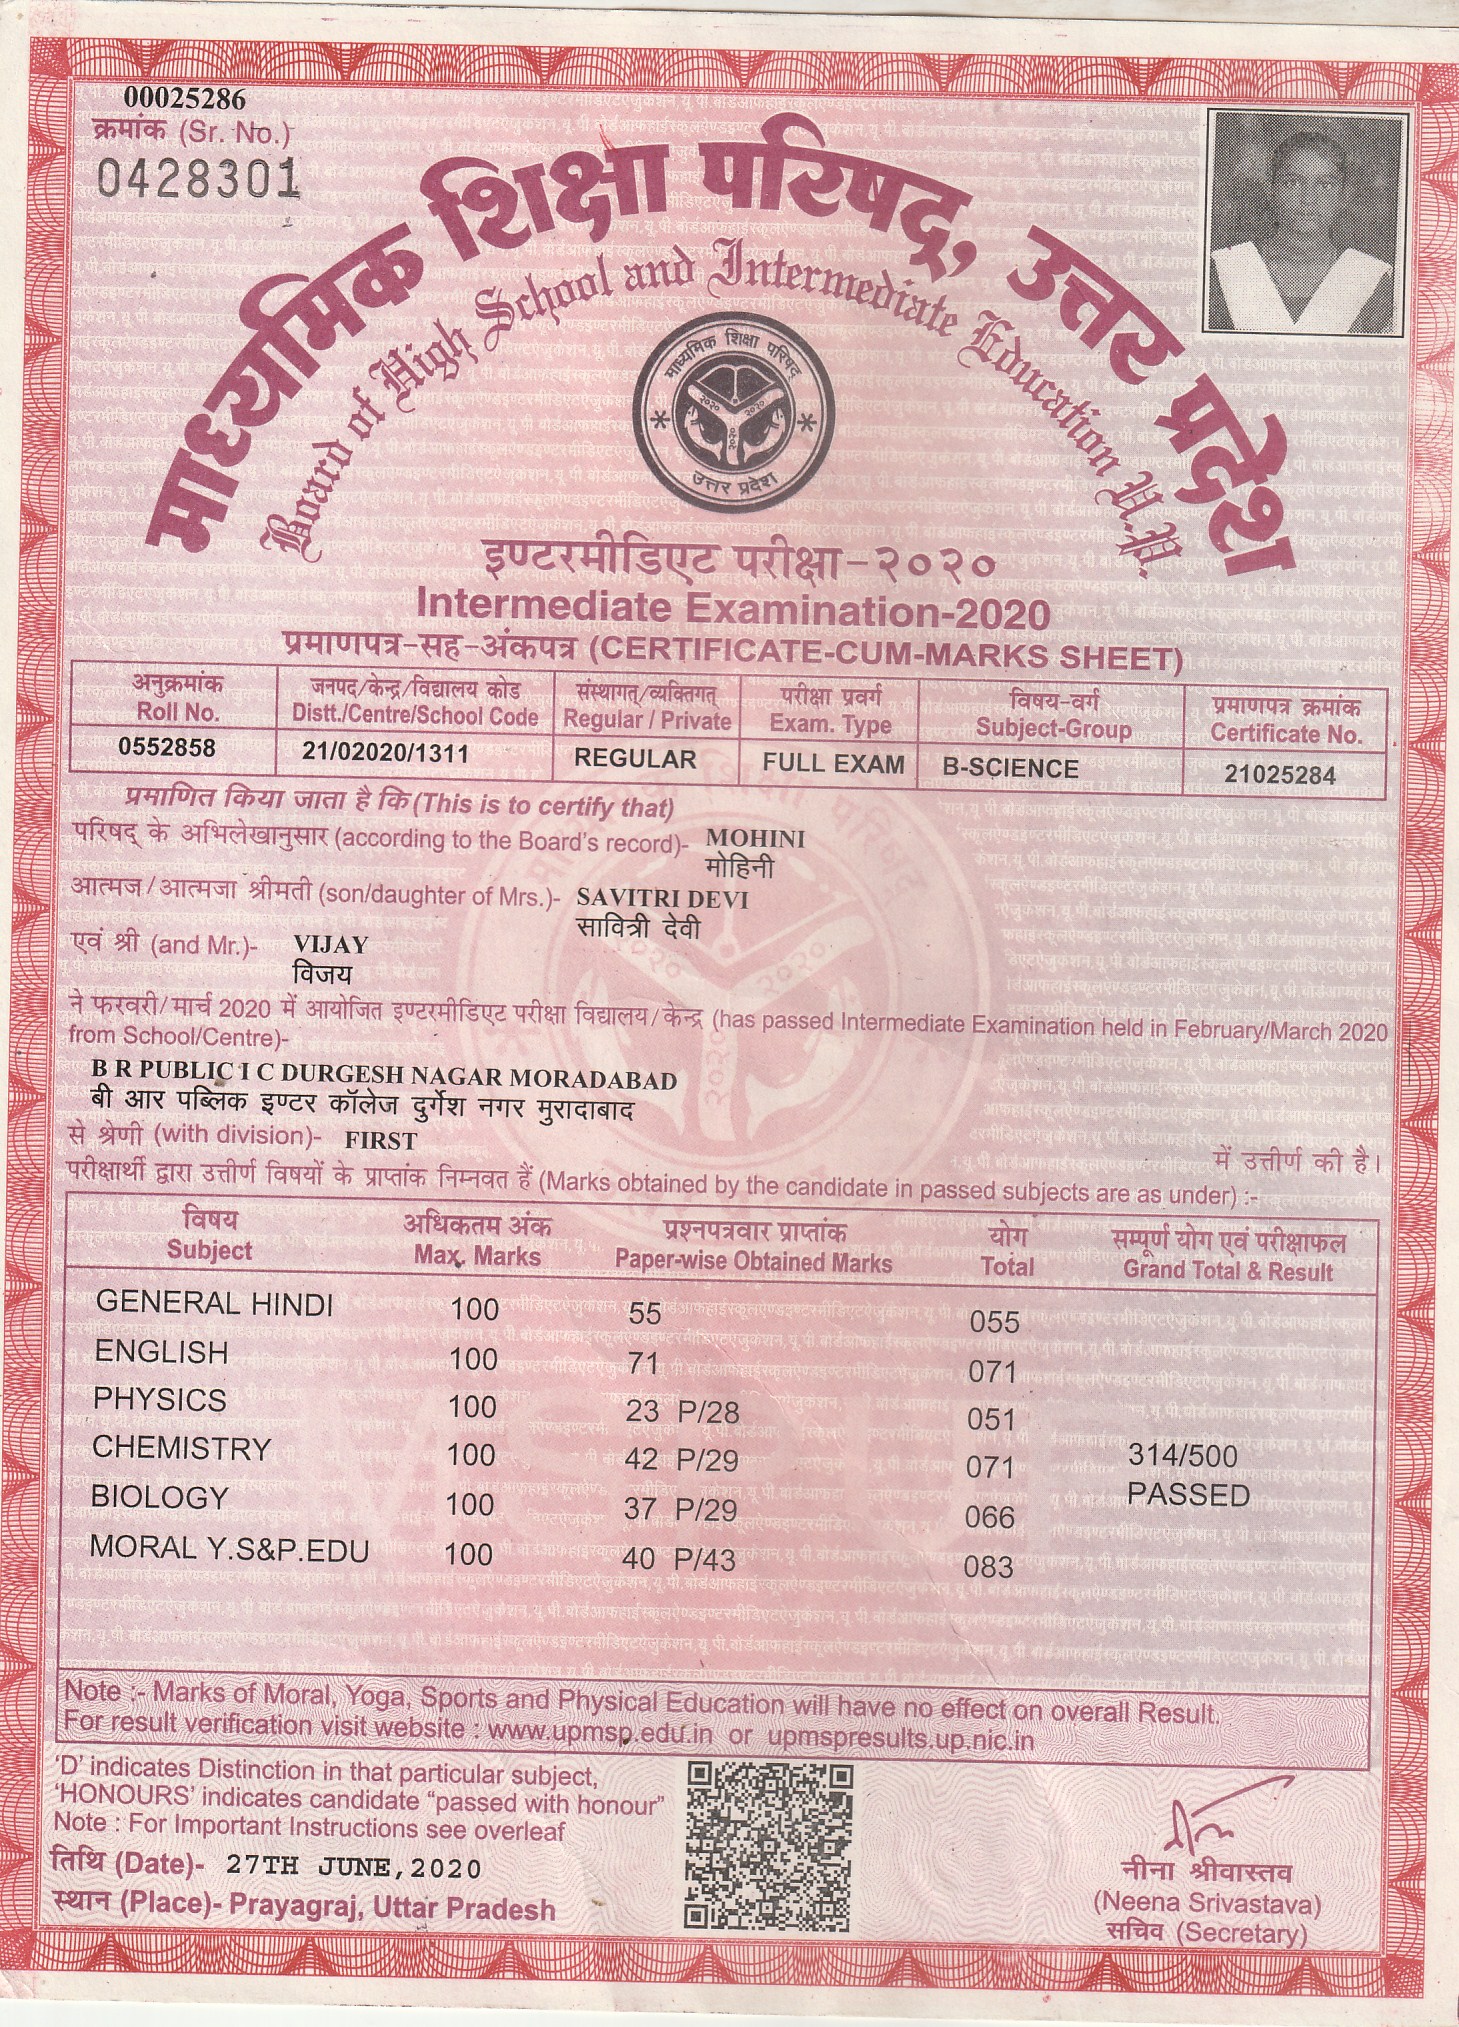 00025286
क्रमांक (Sr. No.)
0428301
माध्यमिक शिक्षा परिषद्, उत्तर प्रदेश
Board of High School and Intermediate Education U.P.
माध्यमिक शिक्षा परिषद्
२०२० २०२०
२०२०
उत्तर प्रदेश
इण्टरमीडिएट परीक्षा-२०२०
Intermediate Examination-2020
प्रमाणपत्र-सह-अंकपत्र (CERTIFICATE-CUM-MARKS SHEET)
अनुक्रमांक जनपद/केन्द्र/विद्यालय कोड संस्थागत/व्यक्तिगत् परीक्षा प्रवर्ग विषय-वर्ग प्रमाणपत्र क्रमांक
Roll No. Distt./Centre/School Code Regular / Private Exam. Type Subject-Group Certificate No.
0552858 21/02020/1311 REGULAR FULL EXAM B-SCIENCE 21025284
प्रमाणित किया जाता है कि (This is to certify that)
परिषद् के अभिलेखानुसार (according to the Board's record)- MOHINI
मोहिनी
आत्मज/आत्मजा श्रीमती (son/daughter of Mrs.)- SAVITRI DEVI
सावित्री देवी
एवं श्री (and Mr.)- VIJAY
विजय
ने फरवरी/मार्च 2020 में आयोजित इण्टरमीडिएट परीक्षा विद्यालय/केन्द्र (has passed Intermediate Examination held in February/March 2020
from School/Centre)-
B R PUBLIC I C DURGESH NAGAR MORADABAD
बी आर पब्लिक इण्टर कॉलेज दुर्गेश नगर मुरादाबाद
से श्रेणी (with division)- FIRST
में उत्तीर्ण की है।
परीक्षार्थी द्वारा उत्तीर्ण विषयों के प्राप्तांक निम्नवत हैं (Marks obtained by the candidate in passed subjects are as under) :-
विषय अधिकतम अंक प्रश्नपत्रवार प्राप्तांक योग सम्पूर्ण योग एवं परीक्षाफल
Subject Max. Marks Paper-wise Obtained Marks Total Grand Total & Result
GENERAL HINDI 100 55 055
ENGLISH 100 71 071
PHYSICS 100 23 P/28 051
CHEMISTRY 100 42 P/29 071 314/500
BIOLOGY 100 37 P/29 066 PASSED
MORAL Y.S&P.EDU 100 40 P/43 083
Note :- Marks of Moral, Yoga, Sports and Physical Education will have no effect on overall Result.
For result verification visit website : www.upmsp.edu.in or upmspresults.up.nic.in
'D' indicates Distinction in that particular subject,
'HONOURS' indicates candidate "passed with honour"
Note : For Important Instructions see overleaf
तिथि (Date)- 27TH JUNE,2020
स्थान (Place)- Prayagraj, Uttar Pradesh
नीना श्रीवास्तव
(Neena Srivastava)
सचिव (Secretary)